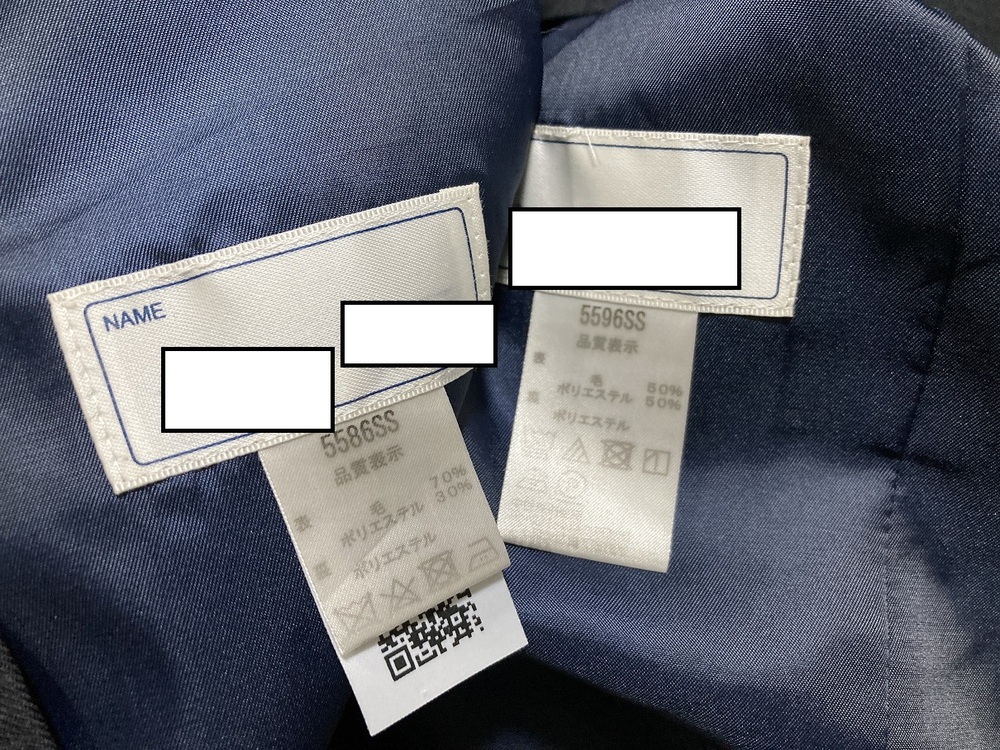 NAME
5586SS
品質表示
表 毛 70%
ポリエステル 30%
裏 ポリエステル
5596SS
品質表示
表 毛 50%
ポリエステル 50%
裏 ポリエステル